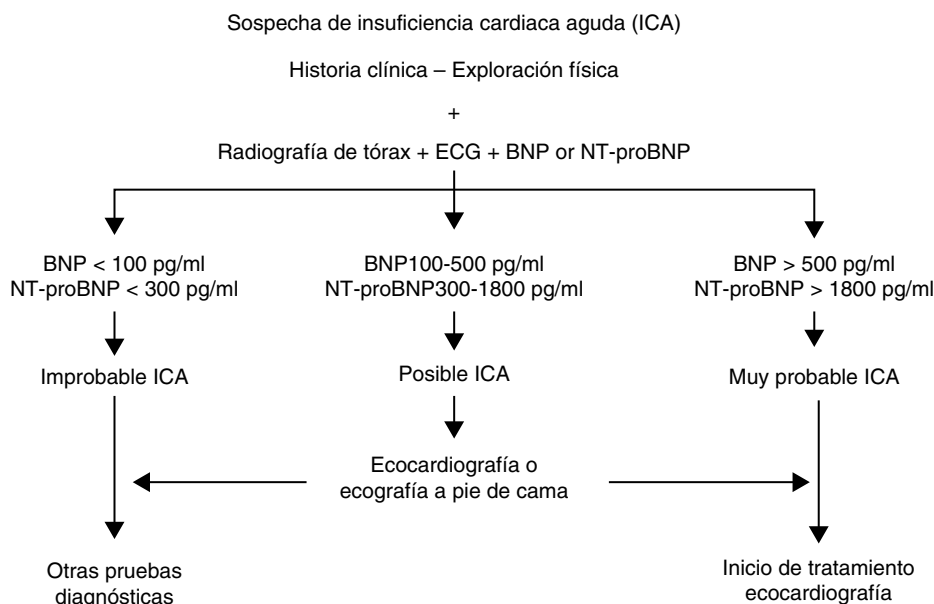 Sospecha de insuficiencia cardiaca aguda (ICA)
Historia clínica – Exploración física
+
Radiografía de tórax + ECG + BNP or NT-proBNP
BNP < 100 pg/ml
NT-proBNP < 300 pg/ml
BNP100-500 pg/ml
NT-proBNP300-1800 pg/ml
BNP > 500 pg/ml
NT-proBNP > 1800 pg/ml
Improbable ICA
Posible ICA
Muy probable ICA
Ecocardiografía o
ecografía a pie de cama
Otras pruebas
diagnósticas
Inicio de tratamiento
ecocardiografía